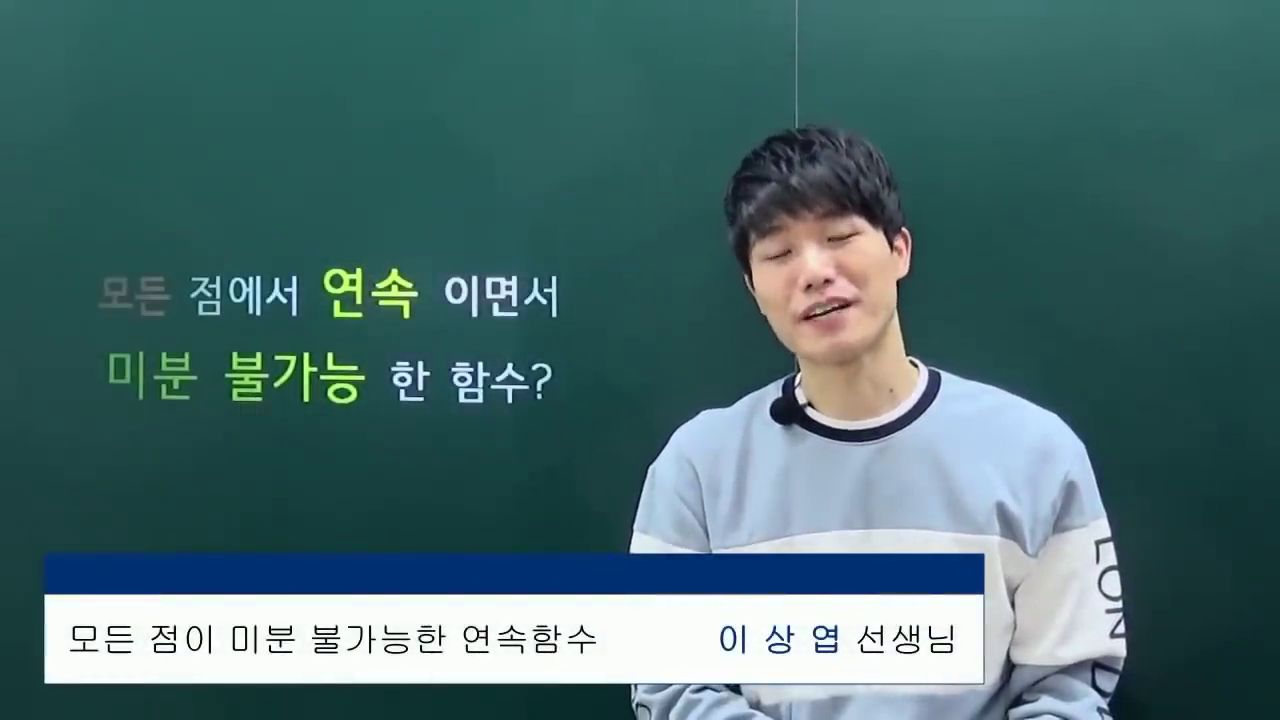 모든 점에서 연속 이면서
미분 불가능 한 함수?
모든 점이 미분 불가능한 연속함수 이 상 엽 선생님
LON